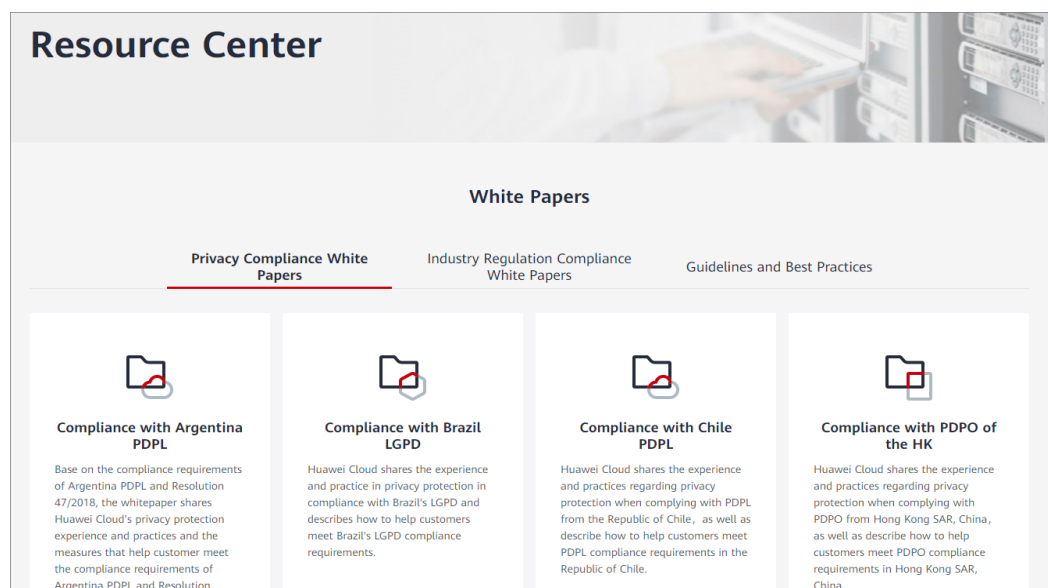 Resource Center
White Papers
Privacy Compliance White
Papers
Industry Regulation Compliance
White Papers
Guidelines and Best Practices
Compliance with Argentina
PDPL
Base on the compliance requirements
of Argentina PDPL and Resolution
47/2018, the whitepaper shares
Huawei Cloud's privacy protection
experience and practices and the
measures that help customer meet
the compliance requirements of
Argentina PDPL and Resolution
Compliance with Brazil
LGPD
Huawei Cloud shares the experience
and practice in privacy protection in
compliance with Brazil's LGPD and
describes how to help customers
meet Brazil's LGPD compliance
requirements.
Compliance with Chile
PDPL
Huawei Cloud shares the experience
and practices regarding privacy
protection when complying with PDPL
from the Republic of Chile，as well as
describe how to help customers meet
PDPL compliance requirements in the
Republic of Chile.
Compliance with PDPO of
the HK
Huawei Cloud shares the experience
and practices regarding privacy
protection when complying with
PDPO from Hong Kong SAR, China，
as well as describe how to help
customers meet PDPO compliance
requirements in Hong Kong SAR,
China.